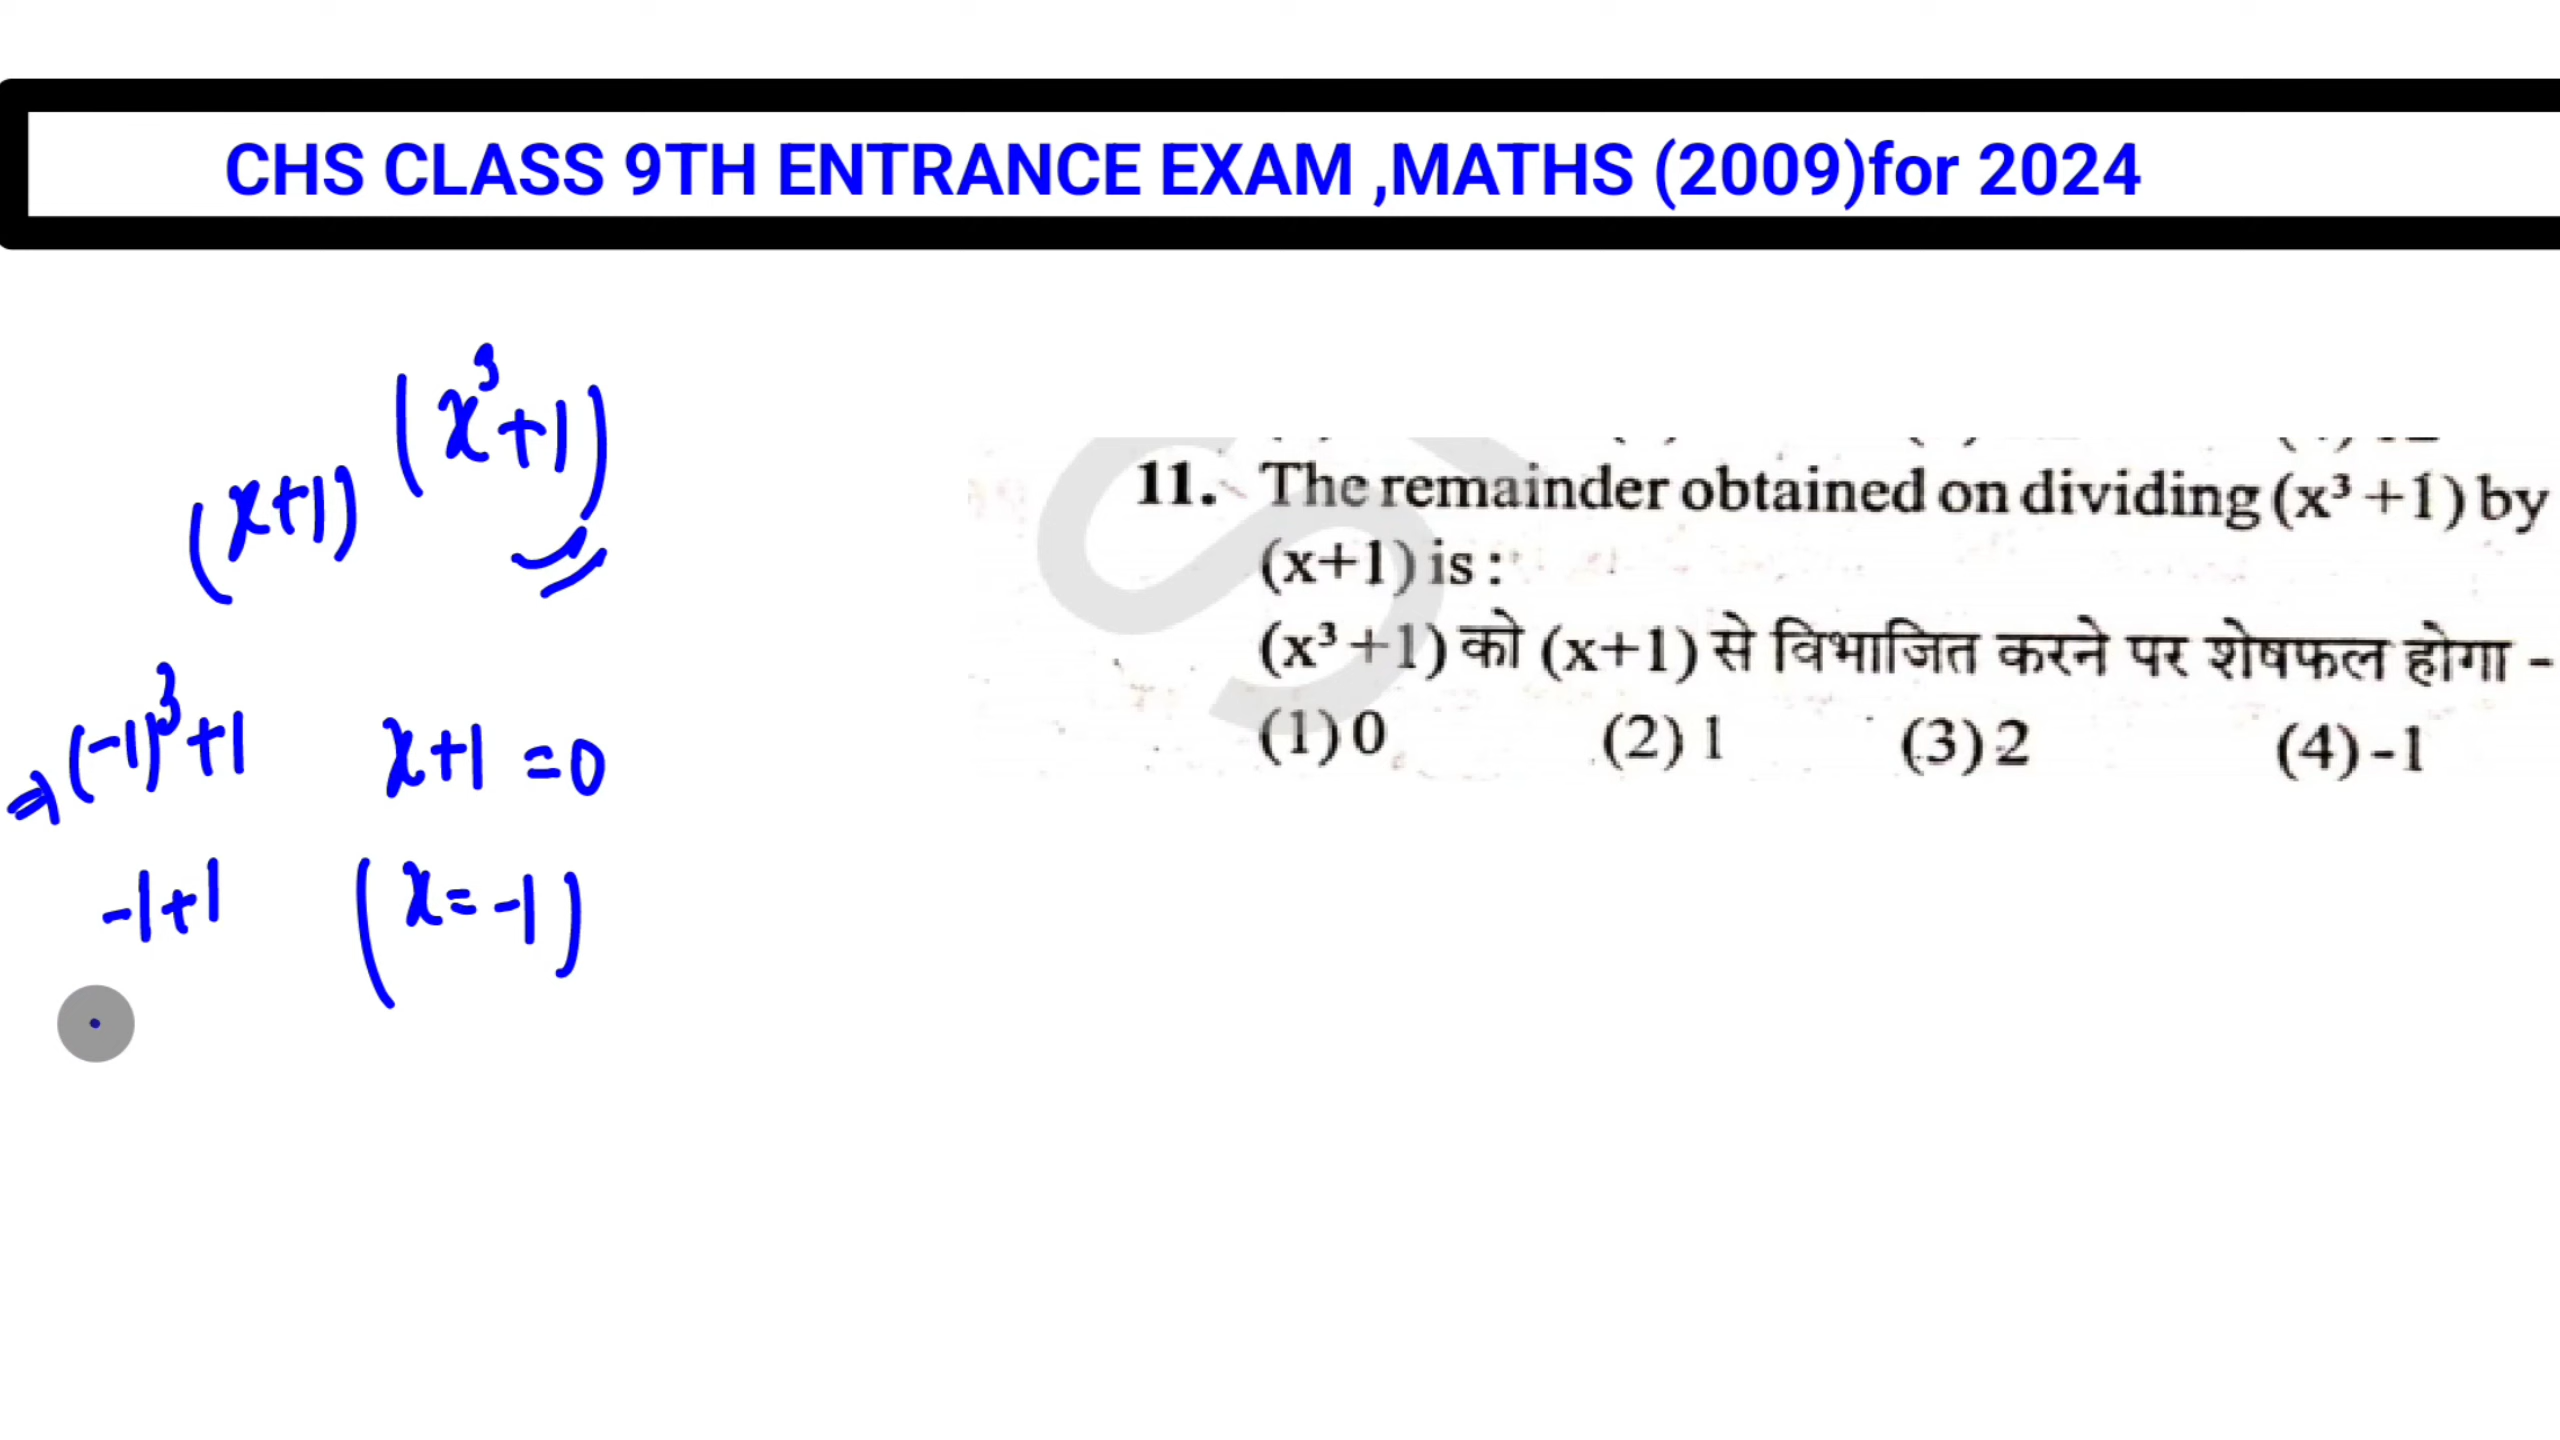 CHS CLASS 9TH ENTRANCE EXAM ,MATHS (2009)for 2024
(x³+1)
(x+1)
⇒ (-1)³+1
x+1 =0
-1+1
(x=-1)
11. The remainder obtained on dividing (x³+1) by
(x+1) is :
(x³+1) को (x+1) से विभाजित करने पर शेषफल होगा -
(1) 0 (2) 1 (3) 2 (4) -1